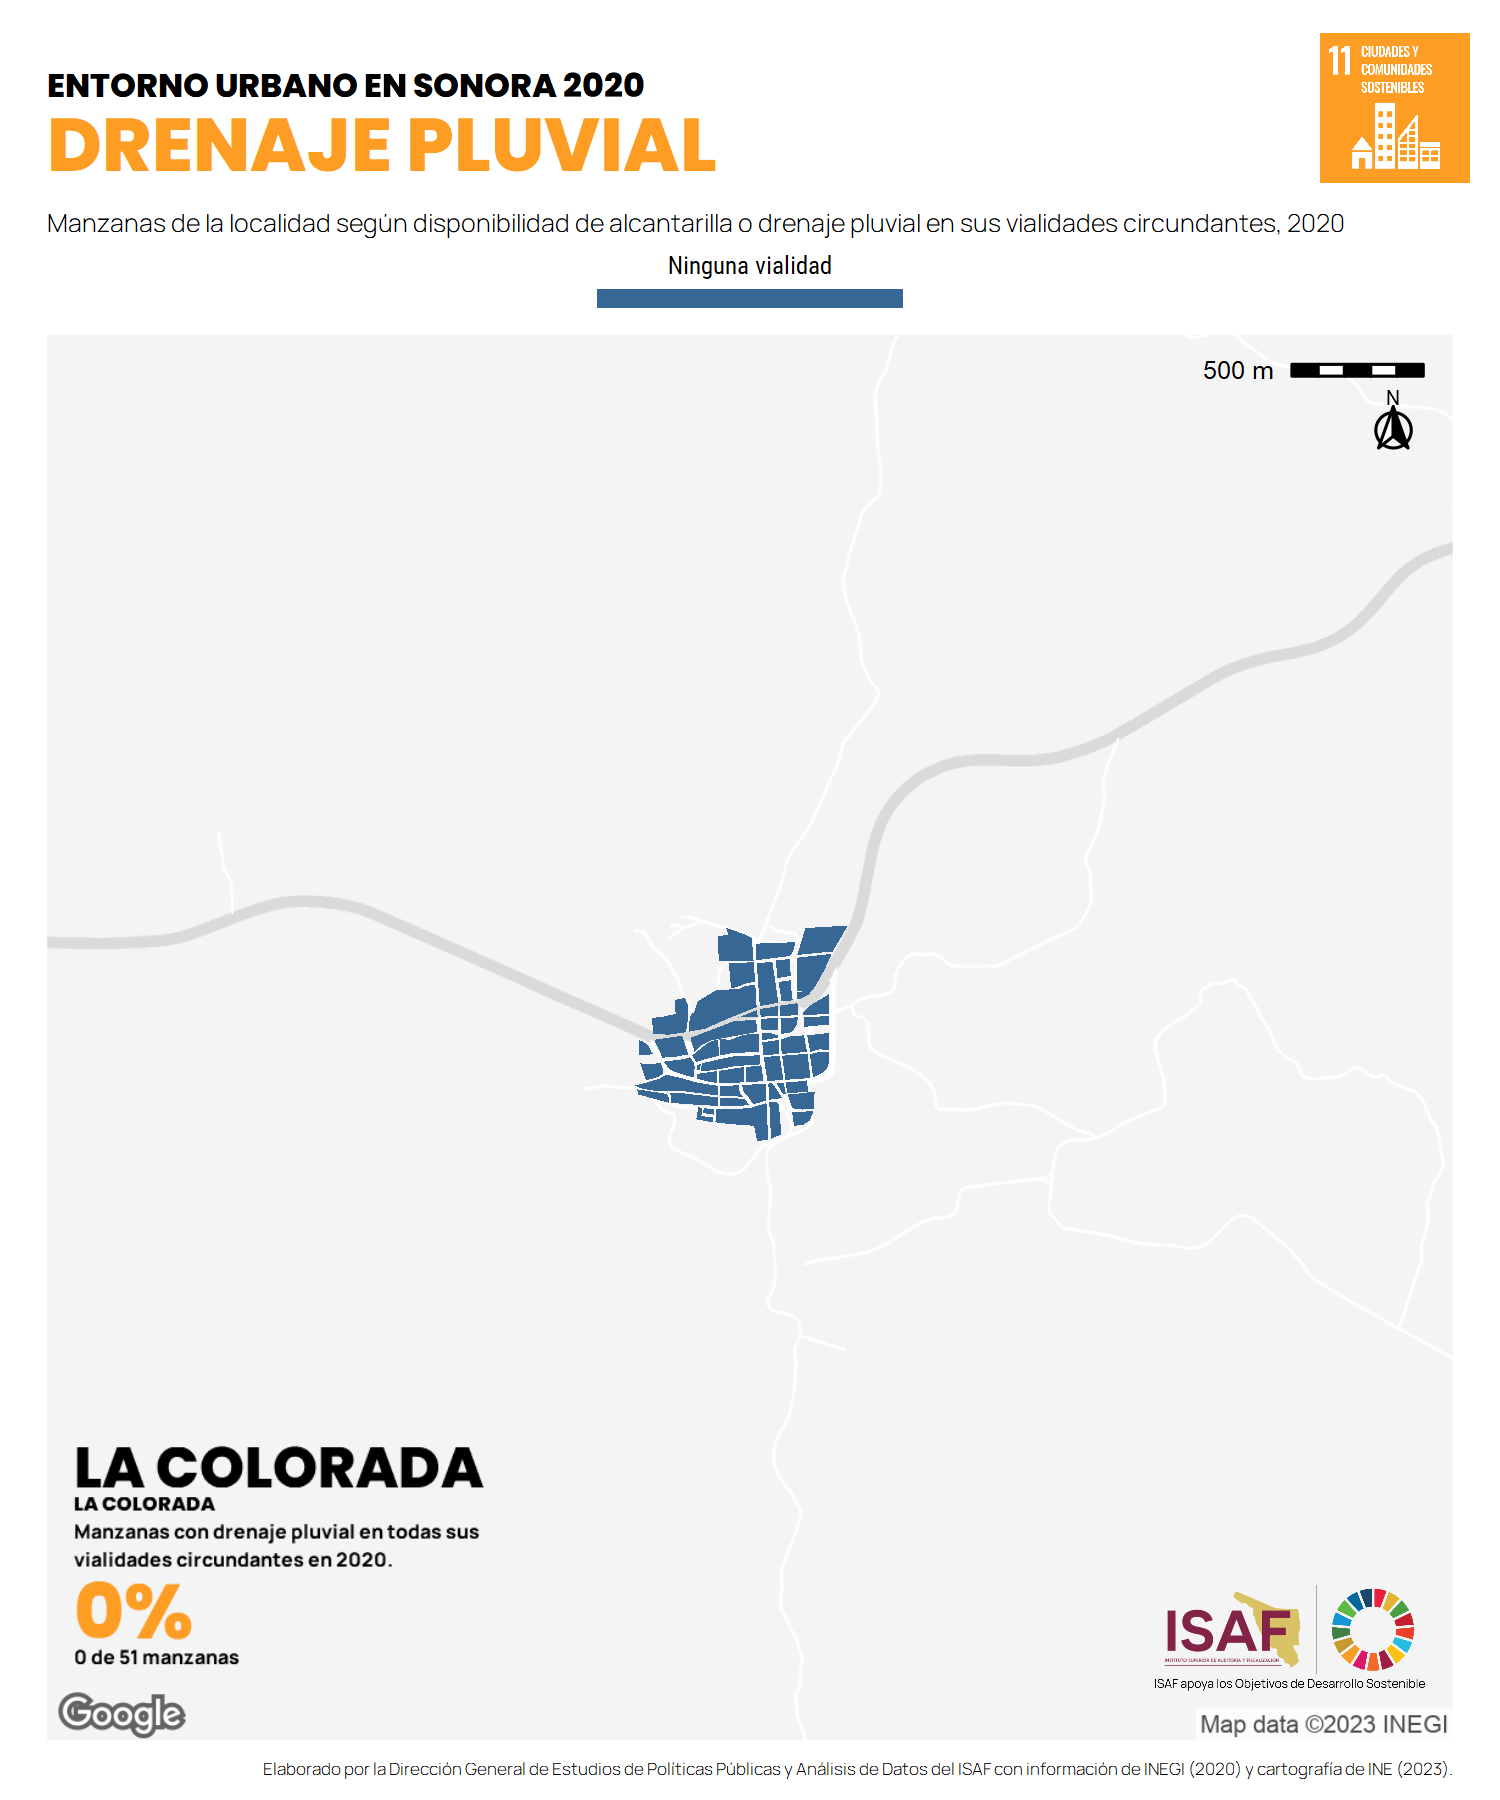 ENTORNO URBANO EN SONORA 2020
DRENAJE PLUVIAL
11 CIUDADES Y
COMUNIDADES
SOSTENIBLES
Manzanas de la localidad según disponibilidad de alcantarilla o drenaje pluvial en sus vialidades circundantes, 2020
Ninguna vialidad
500 m
N
LA COLORADA
LA COLORADA
Manzanas con drenaje pluvial en todas sus
vialidades circundantes en 2020.
0%
0 de 51 manzanas
ISAF
INSTITUTO SUPERIOR DE AUDITORÍA Y FISCALIZACIÓN
ISAF apoya los Objetivos de Desarrollo Sostenible
Google
Map data ©2023 INEGI
Elaborado por la Dirección General de Estudios de Políticas Públicas y Análisis de Datos del ISAF con información de INEGI (2020) y cartografía de INE (2023).